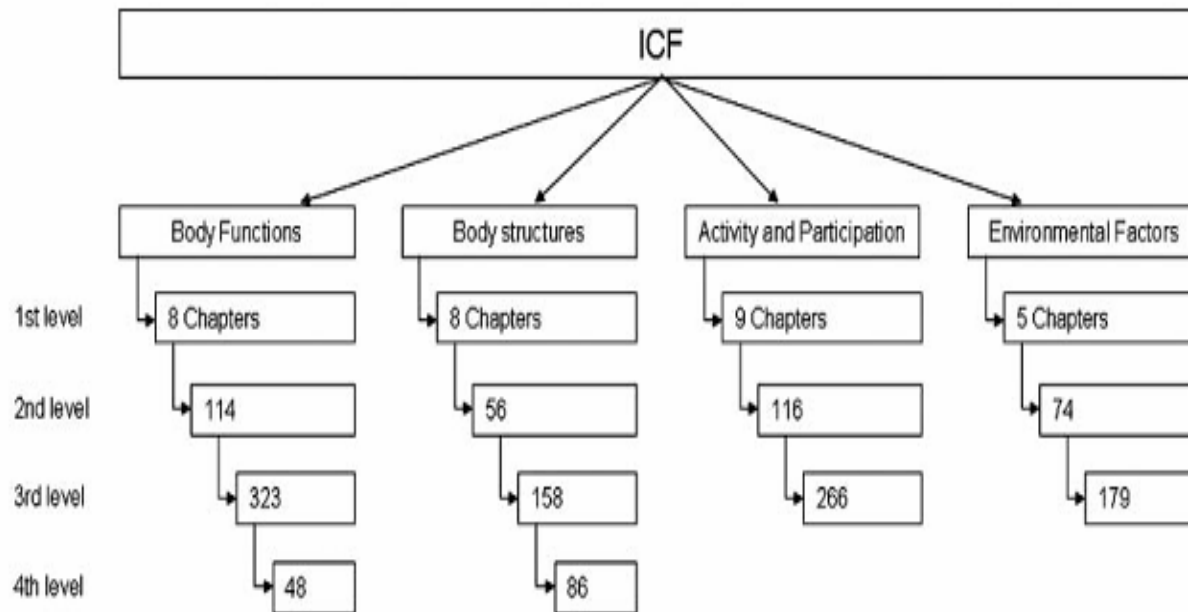 ICF
Body Functions
Body structures
Activity and Participation
Environmental Factors
1st level
8 Chapters
8 Chapters
9 Chapters
5 Chapters
2nd level
114
56
116
74
3rd level
323
158
266
179
4th level
48
86